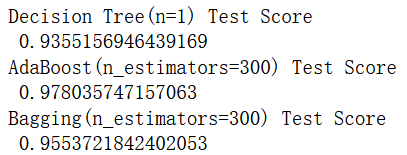 Decision Tree(n=1) Test Score
0.9355156946439169
AdaBoost(n_estimators=300) Test Score
0.978035747157063
Bagging(n_estimators=300) Test Score
0.9553721842402053